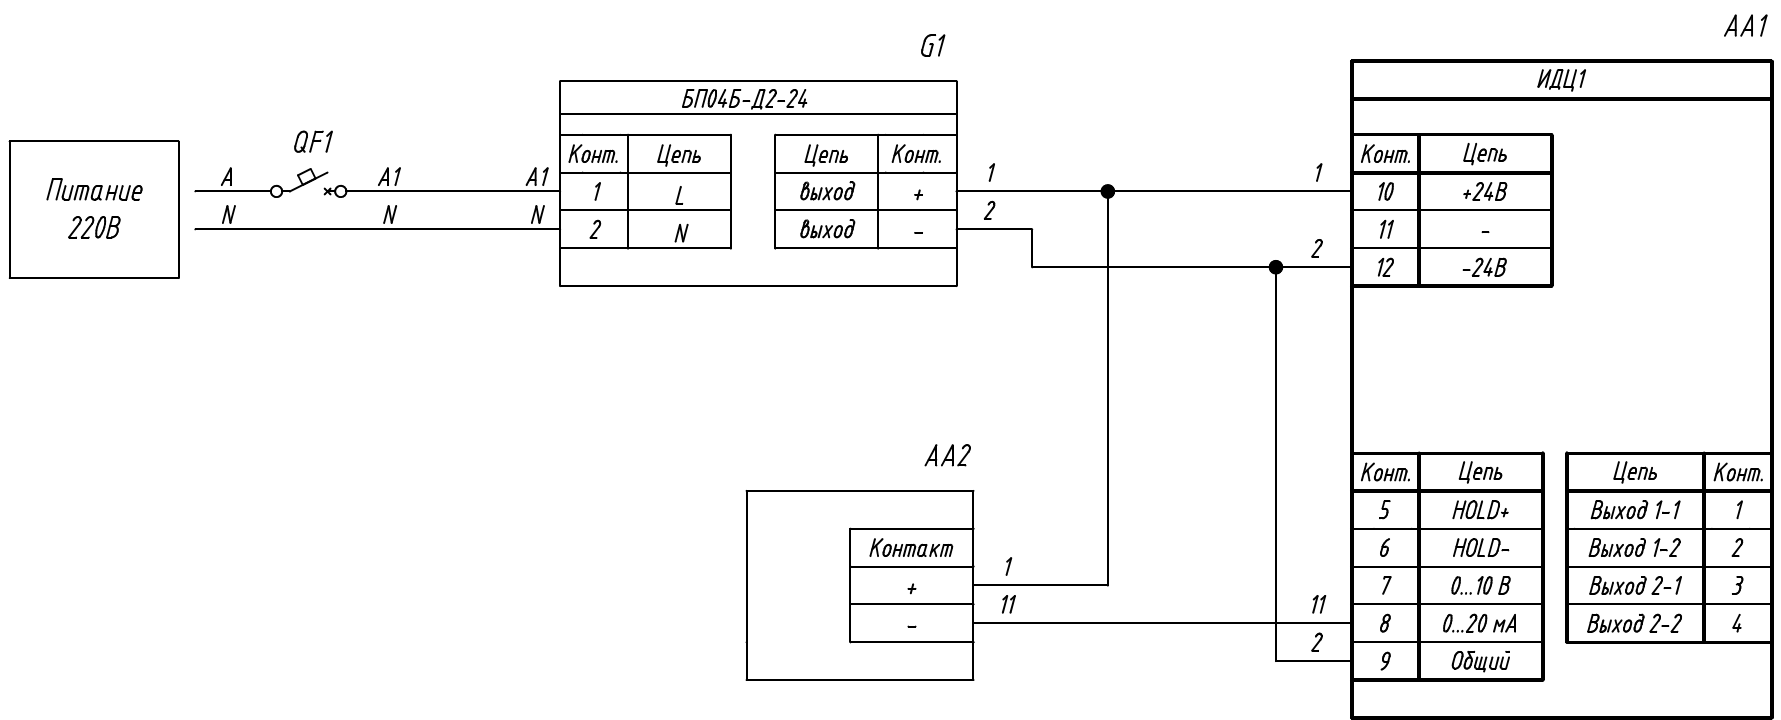 AA1
G1
ИДЦ1
БП04Б-Д2-24
QF1
Питание
220В
A
A1
A1
N
N
N
Конт.
Цепь
1
L
2
N
Цепь
Конт.
выход
+
выход
-
1
2
1
2
Конт.
Цепь
10
+24В
11
-
12
-24В
AA2
Контакт
+
-
1
11
11
2
Конт.
Цепь
5
HOLD+
6
HOLD-
7
0...10 В
8
0...20 мА
9
Общий
Цепь
Конт.
Выход 1-1
1
Выход 1-2
2
Выход 2-1
3
Выход 2-2
4